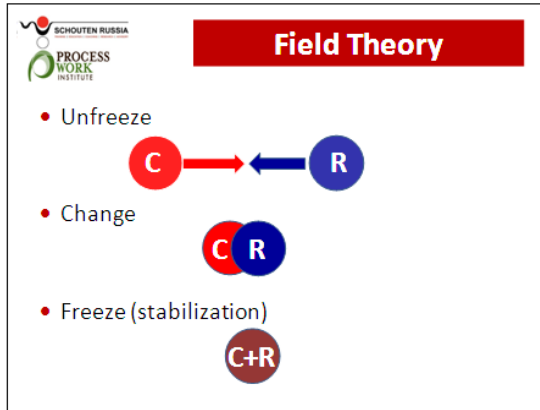 SCHOUTEN RUSSIA
PROCESS
WORK
INSTITUTE
Field Theory
• Unfreeze
C R
• Change
C R
• Freeze (stabilization)
C+R